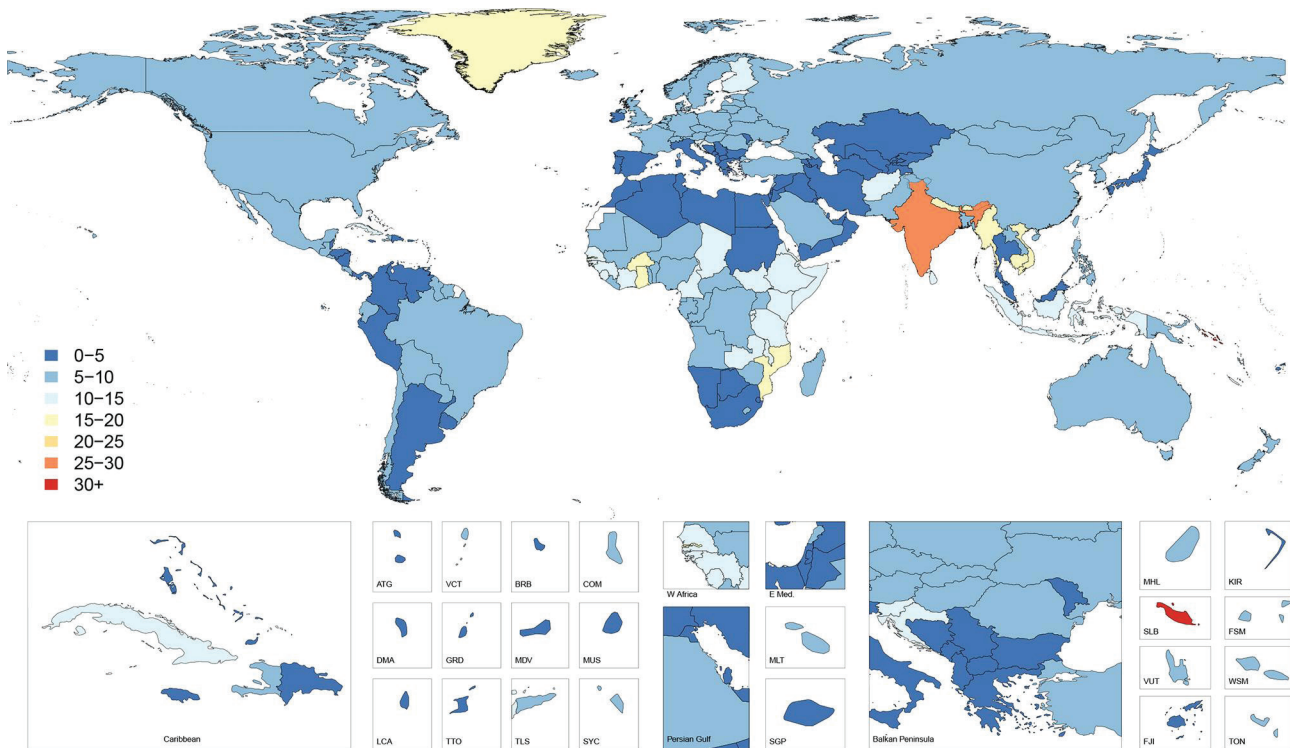 0−5
5−10
10−15
15−20
20−25
25−30
30+
Caribbean
ATG
VCT
BRB
COM
DMA
GRD
MDV
MUS
LCA
TTO
TLS
SYC
W Africa
E Med.
Persian Gulf
MLT
SGP
Balkan Peninsula
MHL
KIR
SLB
FSM
VUT
WSM
FJI
TON